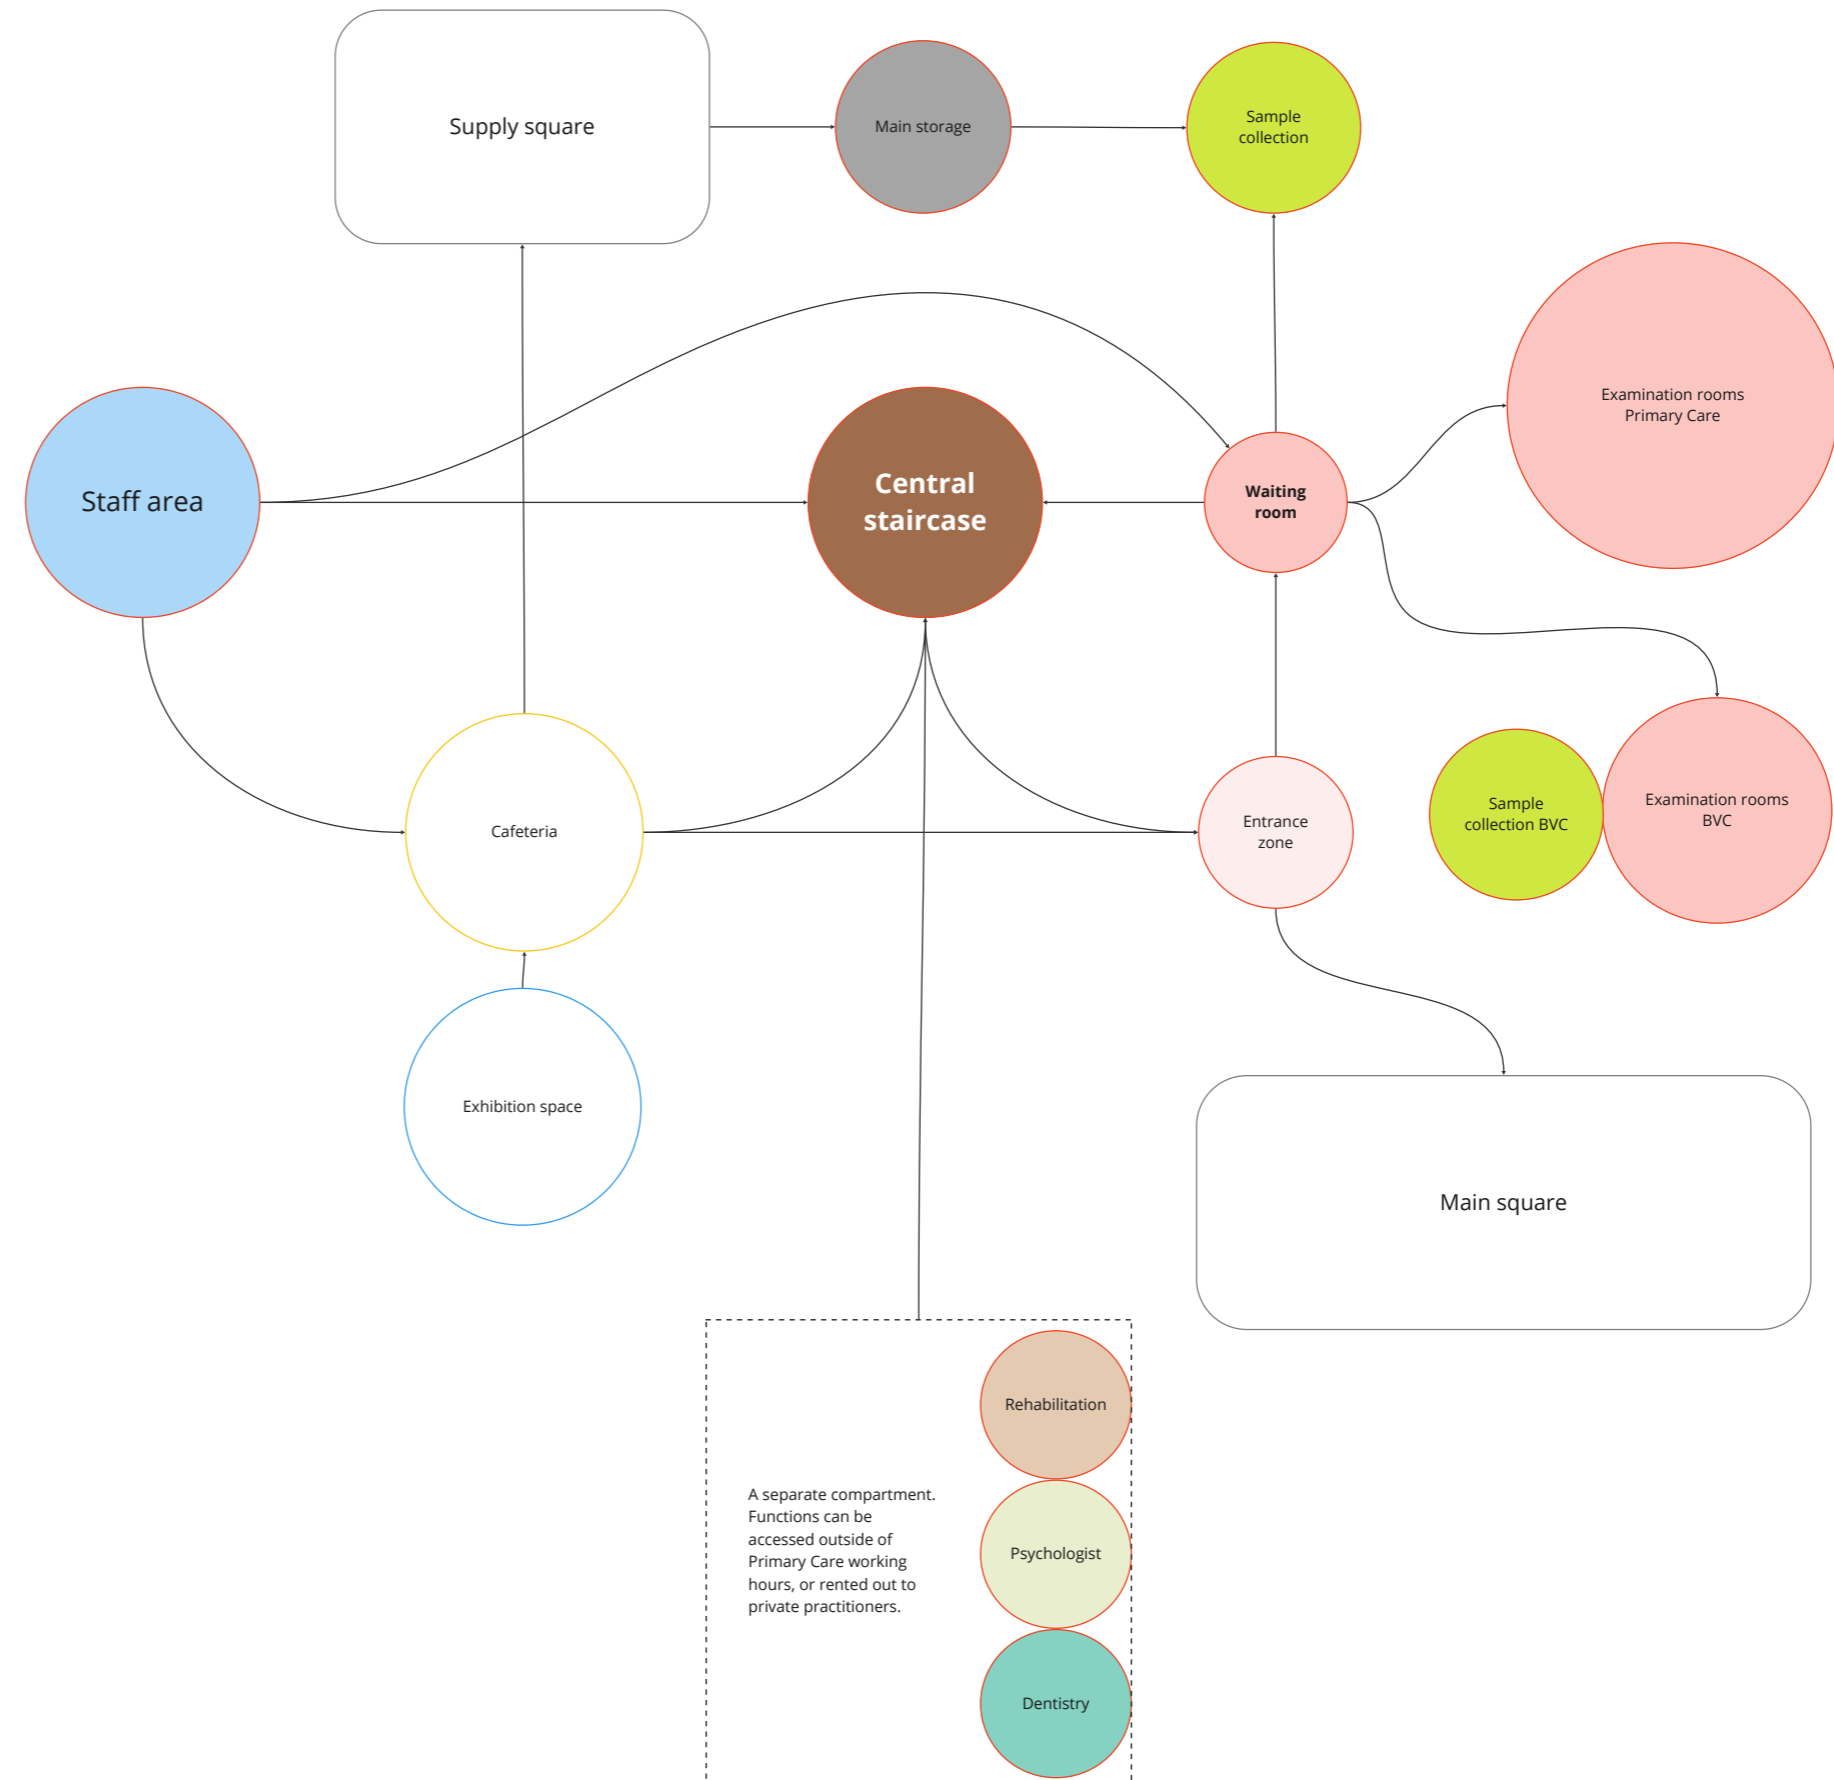 Supply square
Main storage
Sample
collection
Examination rooms
Primary Care
Staff area
Central
staircase
Waiting
room
Cafeteria
Entrance
zone
Sample
collection BVC
Examination rooms
BVC
Exhibition space
Main square
Rehabilitation
A separate compartment.
Functions can be
accessed outside of
Primary Care working
hours, or rented out to
private practitioners.
Psychologist
Dentistry